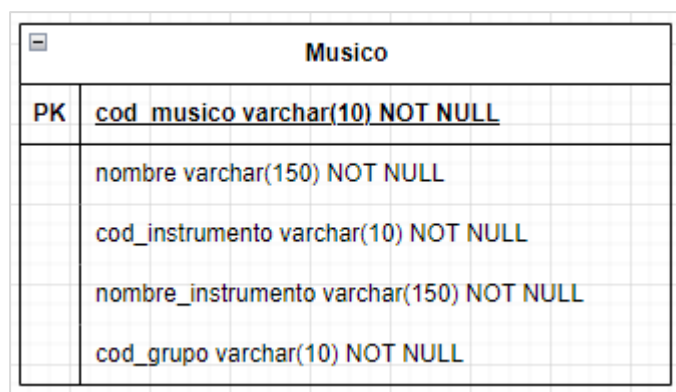 Musico
PK cod_musico varchar(10) NOT NULL
nombre varchar(150) NOT NULL
cod_instrumento varchar(10) NOT NULL
nombre_instrumento varchar(150) NOT NULL
cod_grupo varchar(10) NOT NULL